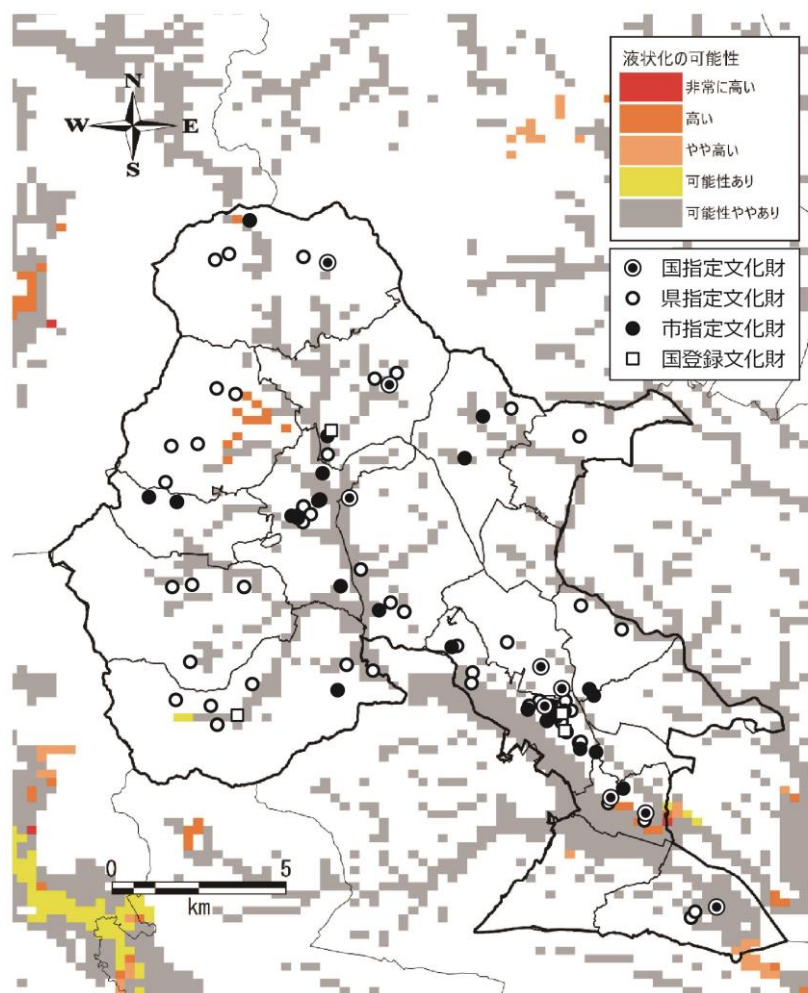 液状化の可能性
非常に高い
高い
やや高い
可能性あり
可能性ややあり
国指定文化財
県指定文化財
市指定文化財
国登録文化財
N
W E
S
0 5
km